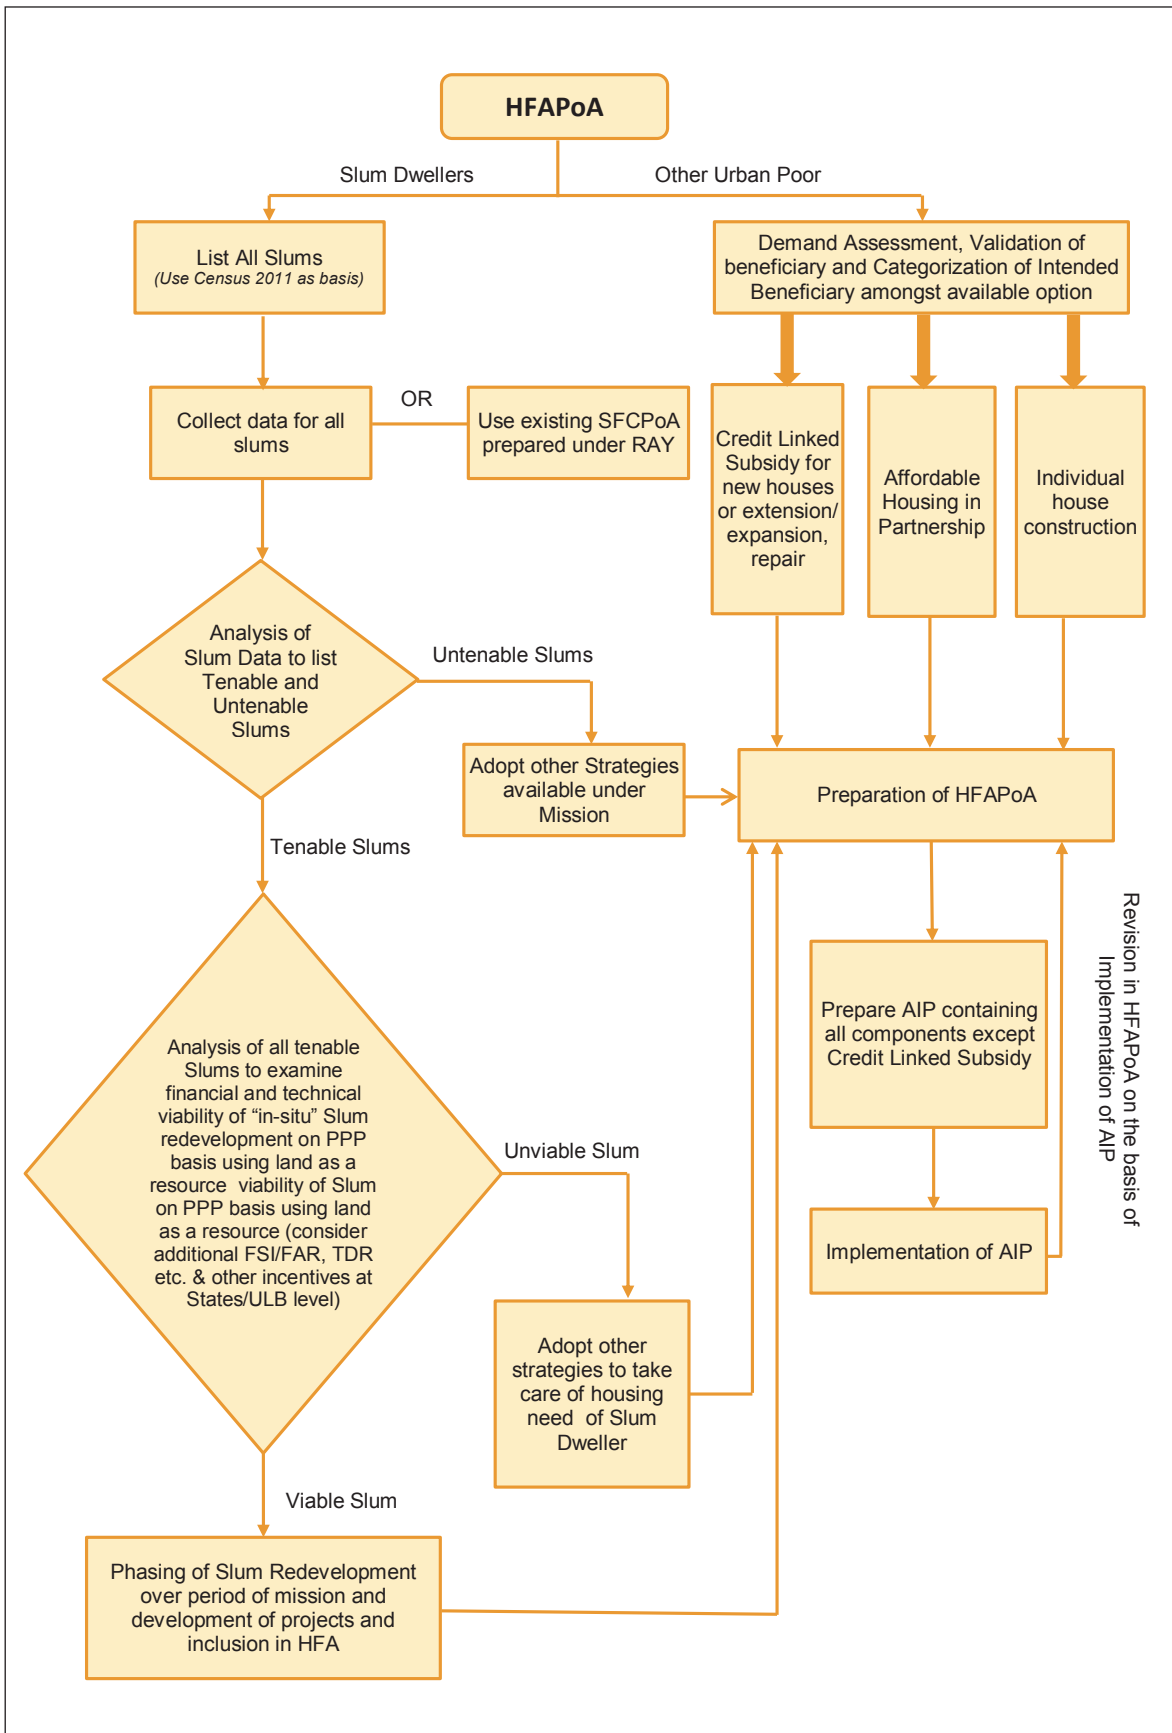 HFAPoA
Slum Dwellers
Other Urban Poor
List All Slums
(Use Census 2011 as basis)
Demand Assessment, Validation of
beneficiary and Categorization of Intended
Beneficiary amongst available option
Collect data for all
slums
OR
Use existing SFCPoA
prepared under RAY
Credit Linked
Subsidy for
new houses
or extension/
expansion,
repair
Affordable
Housing in
Partnership
Individual
house
construction
Analysis of
Slum Data to list
Tenable and
Untenable
Slums
Untenable Slums
Adopt other Strategies
available under
Mission
Preparation of HFAPoA
Tenable Slums
Analysis of all tenable
Slums to examine
financial and technical
viability of “in-situ” Slum
redevelopment on PPP
basis using land as a
resource viability of Slum
on PPP basis using land
as a resource (consider
additional FSI/FAR, TDR
etc. & other incentives at
States/ULB level)
Unviable Slum
Prepare AIP containing
all components except
Credit Linked Subsidy
Revision in HFAPoA on the basis of
Implementation of AIP
Implementation of AIP
Adopt other
strategies to take
care of housing
need of Slum
Dweller
Viable Slum
Phasing of Slum Redevelopment
over period of mission and
development of projects and
inclusion in HFA